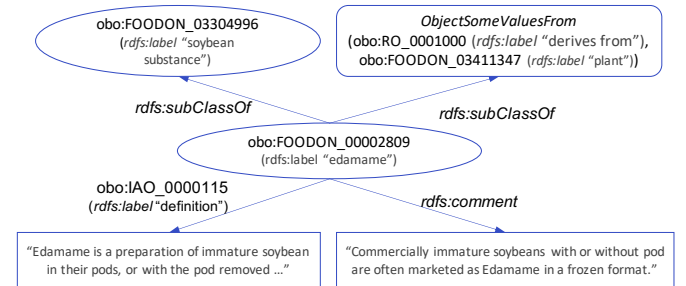 obo:FOODON_03304996
(rdfs:label “soybean
substance”)
ObjectSomeValuesFrom
(obo:RO_0001000 (rdfs:label “derives from”),
obo:FOODON_03411347 (rdfs:label “plant”))
rdfs:subClassOf
rdfs:subClassOf
obo:FOODON_00002809
(rdfs:label “edamame”)
obo:IAO_0000115
(rdfs:label “definition”)
rdfs:comment
“Edamame is a preparation of immature soybean
in their pods, or with the pod removed ...”
“Commercially immature soybeans with or without pod
are often marketed as Edamame in a frozen format.”